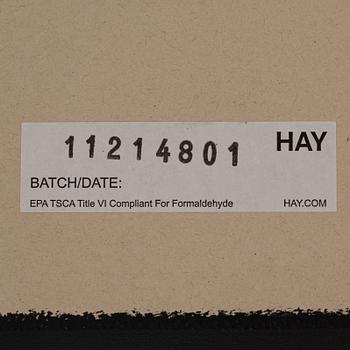 11214801 HAY
BATCH/DATE:
EPA TSCA Title VI Compliant For Formaldehyde HAY.COM